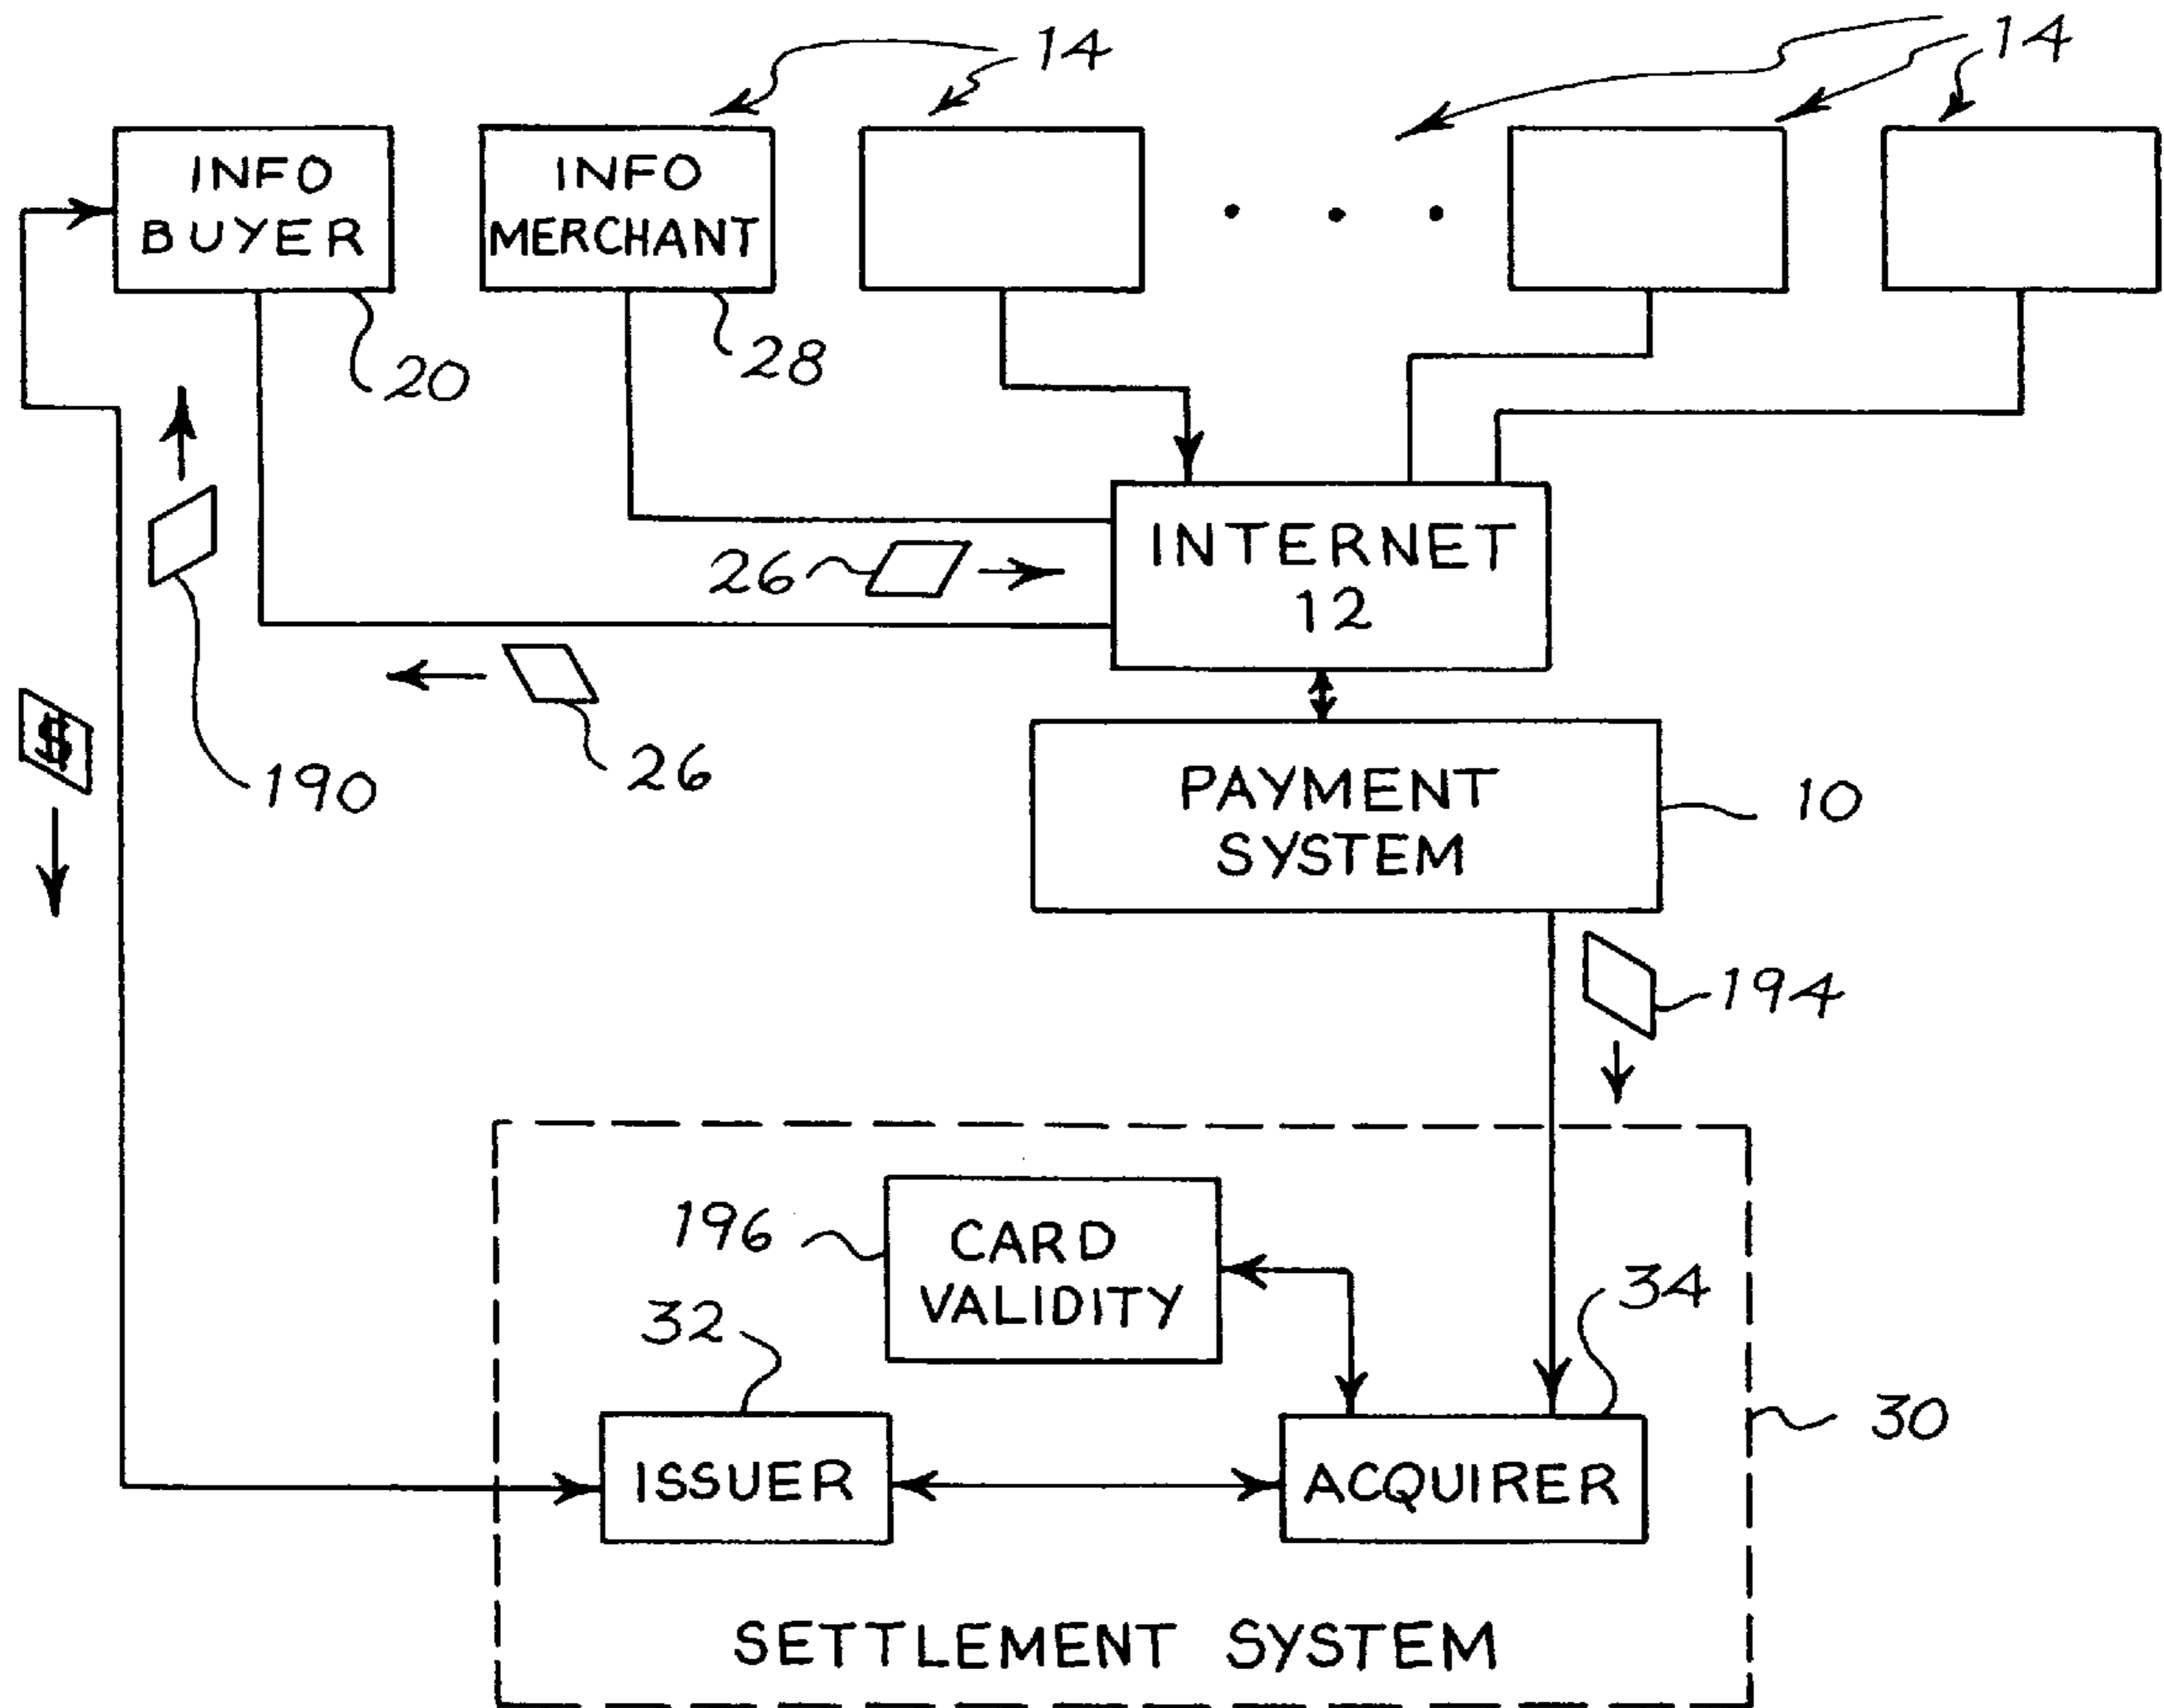 14
14
INFO
BUYER
INFO
MERCHANT
20
28
INTERNET
12
26
26
$
190
PAYMENT
SYSTEM
10
194
196
CARD
VALIDITY
32
34
30
ISSUER
ACQUIRER
SETTLEMENT SYSTEM